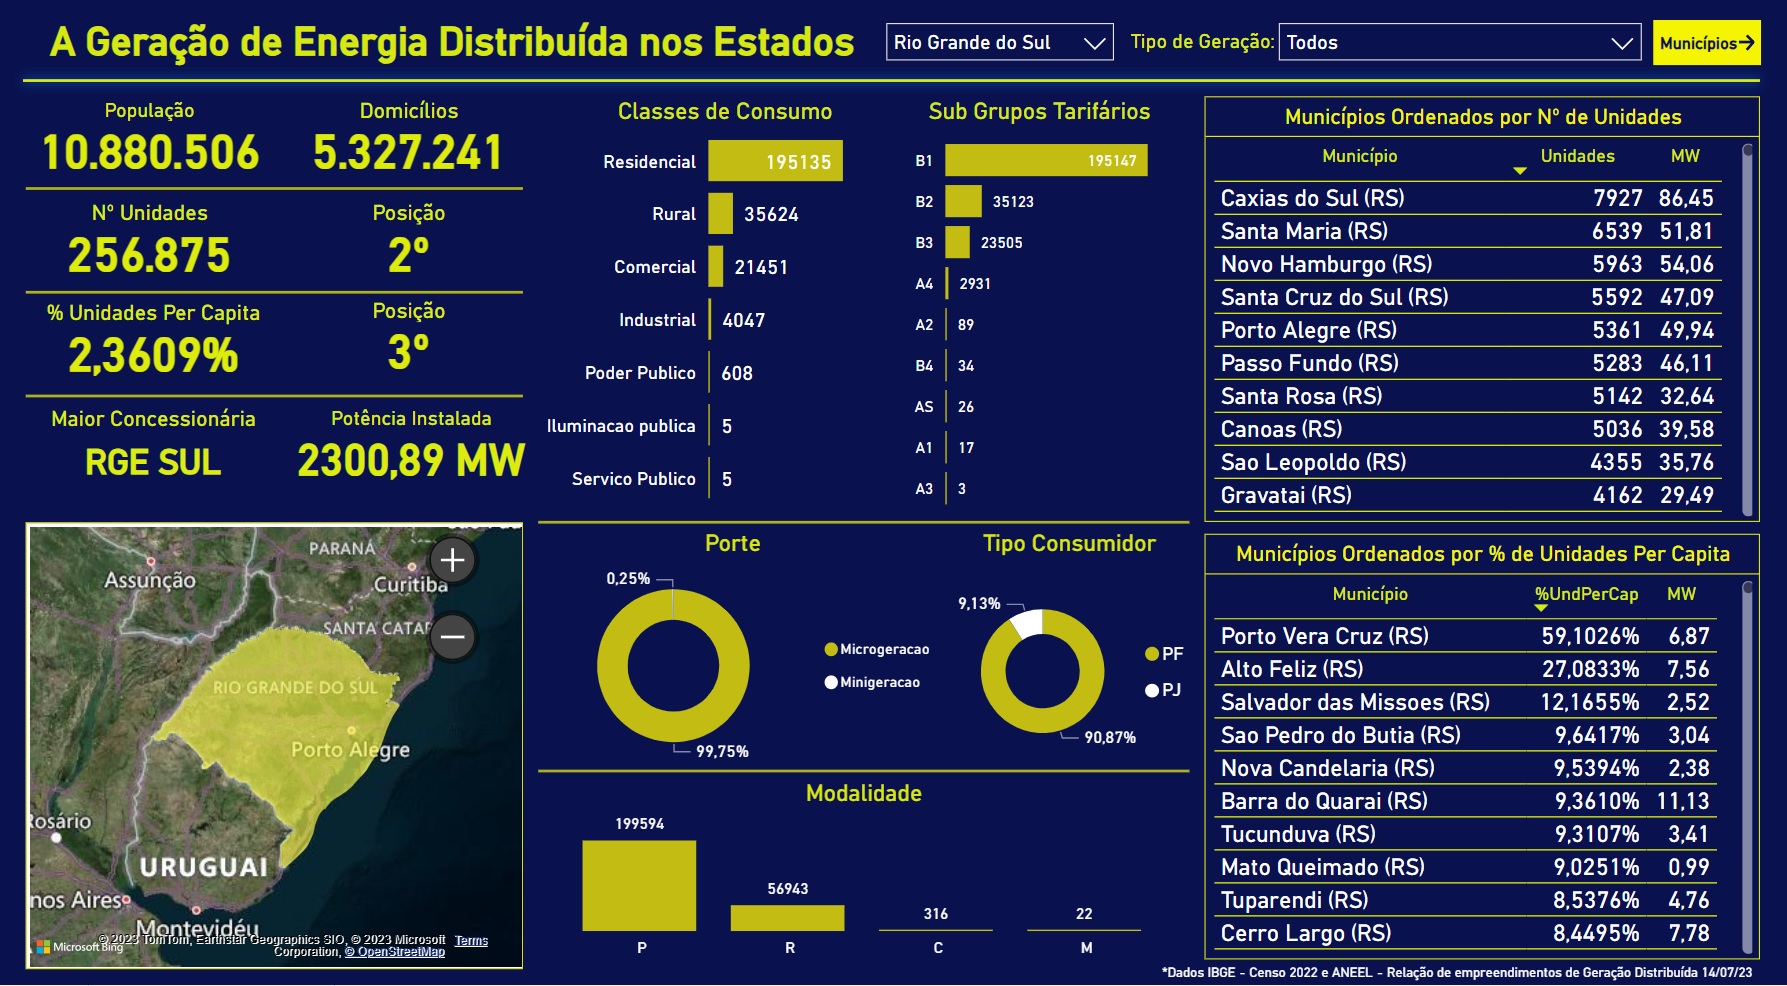 A Geração de Energia Distribuída nos Estados
Rio Grande do Sul
Tipo de Geração:
Todos
Municípios→
População
10.880.506
Domicílios
5.327.241
Nº Unidades
256.875
Posição
2º
% Unidades Per Capita
2,3609%
Posição
3º
Maior Concessionária
RGE SUL
Potência Instalada
2300,89 MW
Classes de Consumo
Residencial 195135
Rural 35624
Comercial 21451
Industrial 4047
Poder Publico 608
Iluminacao publica 5
Servico Publico 5
Sub Grupos Tarifários
B1 195147
B2 35123
B3 23505
A4 2931
A2 89
B4 34
AS 26
A1 17
A3 3
Municípios Ordenados por Nº de Unidades
Município Unidades MW
Caxias do Sul (RS) 7927 86,45
Santa Maria (RS) 6539 51,81
Novo Hamburgo (RS) 5963 54,06
Santa Cruz do Sul (RS) 5592 47,09
Porto Alegre (RS) 5361 49,94
Passo Fundo (RS) 5283 46,11
Santa Rosa (RS) 5142 32,64
Canoas (RS) 5036 39,58
Sao Leopoldo (RS) 4355 35,76
Gravatai (RS) 4162 29,49
PARANÁ
Assunção
Curitiba
SANTA CATAR
RIO GRANDE DO SUL
Porto Alegre
Rosário
URUGUAI
nos Aires
Montevidéu
Microsoft Bing
© 2023 TomTom, Earthstar Geographics SIO, © 2023 Microsoft Corporation, © OpenStreetMap
Terms
Porte
0,25%
99,75%
Microgeracao
Minigeracao
Tipo Consumidor
9,13%
90,87%
PF
PJ
Modalidade
199594
56943
316
22
P
R
C
M
Municípios Ordenados por % de Unidades Per Capita
Município %UndPerCap MW
Porto Vera Cruz (RS) 59,1026% 6,87
Alto Feliz (RS) 27,0833% 7,56
Salvador das Missoes (RS) 12,1655% 2,52
Sao Pedro do Butia (RS) 9,6417% 3,04
Nova Candelaria (RS) 9,5394% 2,38
Barra do Quarai (RS) 9,3610% 11,13
Tucunduva (RS) 9,3107% 3,41
Mato Queimado (RS) 9,0251% 0,99
Tuparendi (RS) 8,5376% 4,76
Cerro Largo (RS) 8,4495% 7,78
*Dados IBGE - Censo 2022 e ANEEL - Relação de empreendimentos de Geração Distribuída 14/07/23